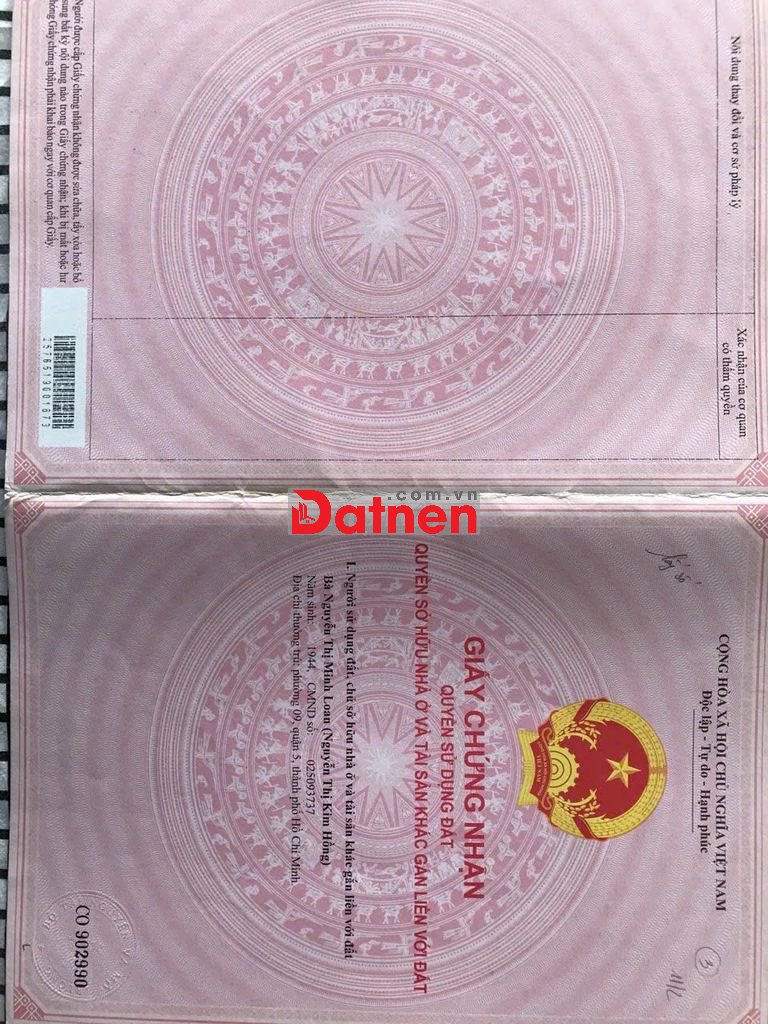 Nội dung thay đổi và cơ sở pháp lý
Xác nhận của cơ quan
có thẩm quyền
Người được cấp Giấy chứng nhận không được sửa chữa, tẩy xóa hoặc bổ
sung bất kỳ nội dung nào trong Giấy chứng nhận; khi bị mất hoặc hư
hỏng Giấy chứng nhận phải khai báo ngay với cơ quan cấp Giấy.
2576519001873
.com.vn
Datnen
CỘNG HÒA XÃ HỘI CHỦ NGHĨA VIỆT NAM
Độc lập - Tự do - Hạnh phúc
3
11/2
VIỆT NAM
GIẤY CHỨNG NHẬN
QUYỀN SỬ DỤNG ĐẤT
QUYỀN SỞ HỮU NHÀ Ở VÀ TÀI SẢN KHÁC GẮN LIỀN VỚI ĐẤT
I. Người sử dụng đất, chủ sở hữu nhà ở và tài sản khác gắn liền với đất
Bà Nguyễn Thị Minh Loan (Nguyễn Thị Kim Hồng)
Năm sinh: 1944, CMND số: 025093737
Địa chỉ thường trú: phường 09, quận 5, thành phố Hồ Chí Minh.
CO 902990